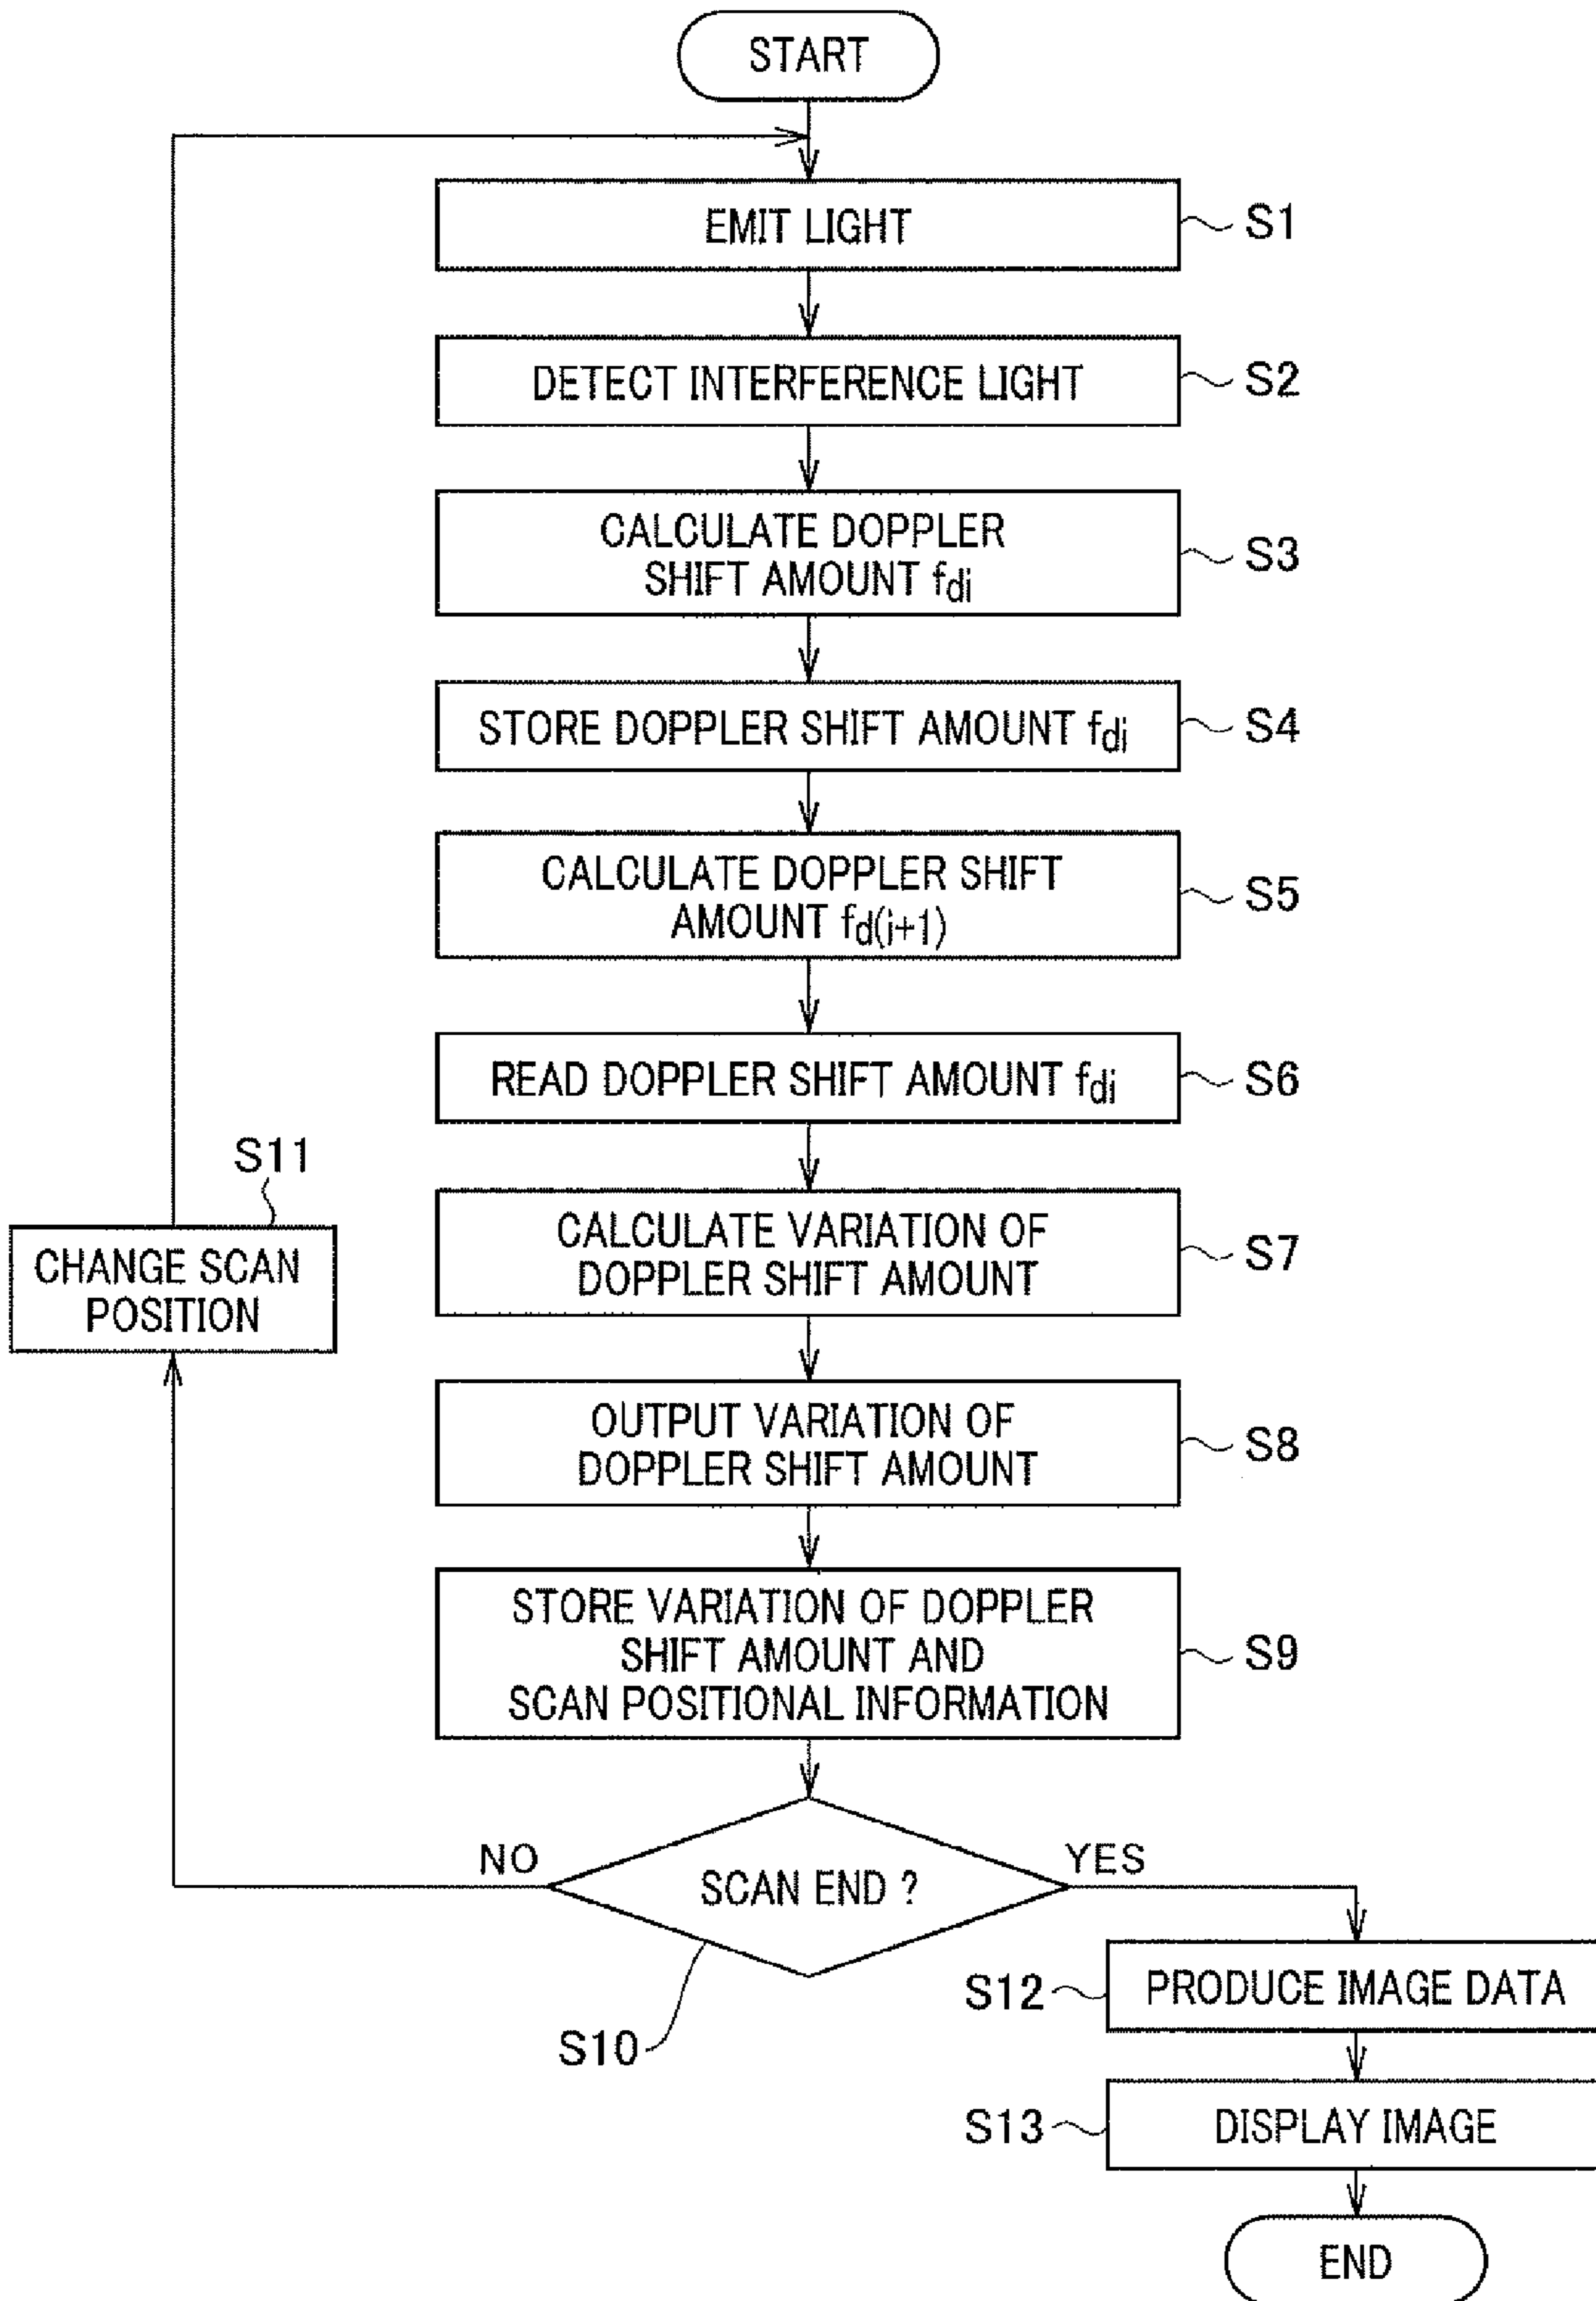 START
EMIT LIGHT
S1
DETECT INTERFERENCE LIGHT
S2
CALCULATE DOPPLER
SHIFT AMOUNT fdi
S3
STORE DOPPLER SHIFT AMOUNT fdi
S4
CALCULATE DOPPLER SHIFT
AMOUNT fd(i+1)
S5
READ DOPPLER SHIFT AMOUNT fdi
S6
S11
CHANGE SCAN
POSITION
CALCULATE VARIATION OF
DOPPLER SHIFT AMOUNT
S7
OUTPUT VARIATION OF
DOPPLER SHIFT AMOUNT
S8
STORE VARIATION OF DOPPLER
SHIFT AMOUNT AND
SCAN POSITIONAL INFORMATION
S9
NO
SCAN END ?
YES
S10
S12
PRODUCE IMAGE DATA
S13
DISPLAY IMAGE
END